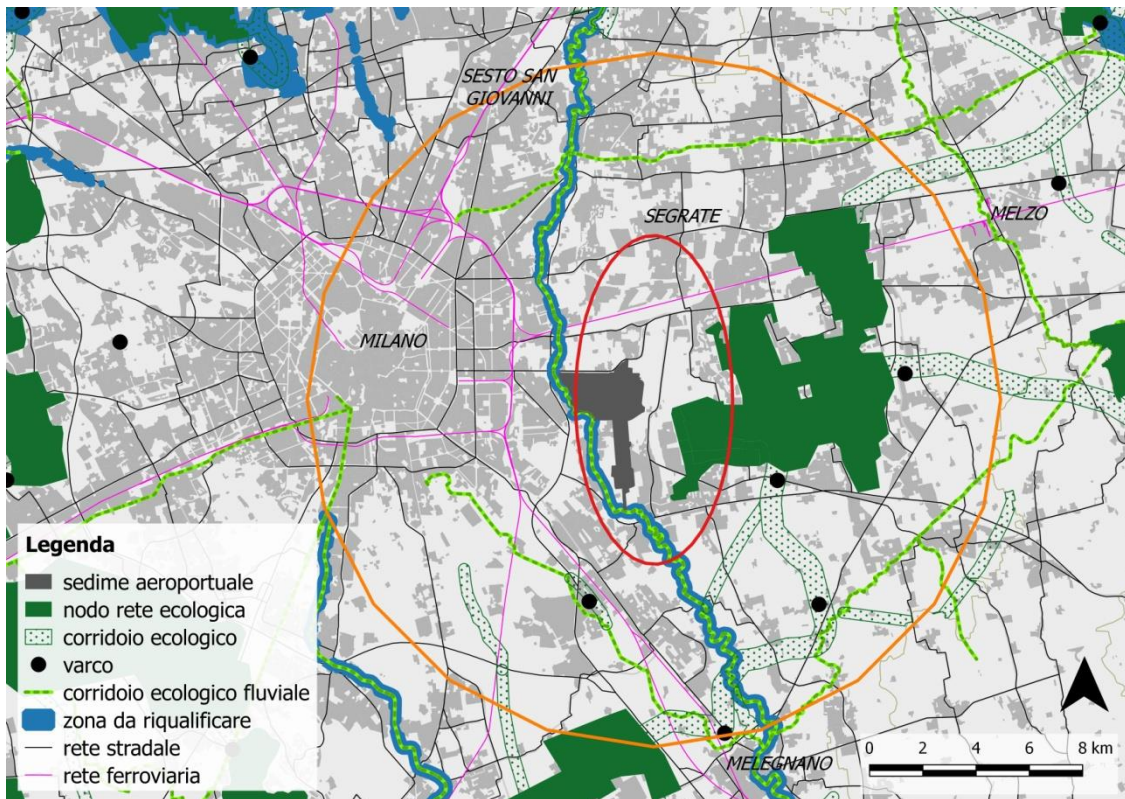 SESTO SAN
GIOVANNI
SEGRATE
MELZO
MILANO
MELEGNANO
Legenda
sedime aeroportuale
nodo rete ecologica
corridoio ecologico
varco
corridoio ecologico fluviale
zona da riqualificare
rete stradale
rete ferroviaria
0 2 4 6 8 km